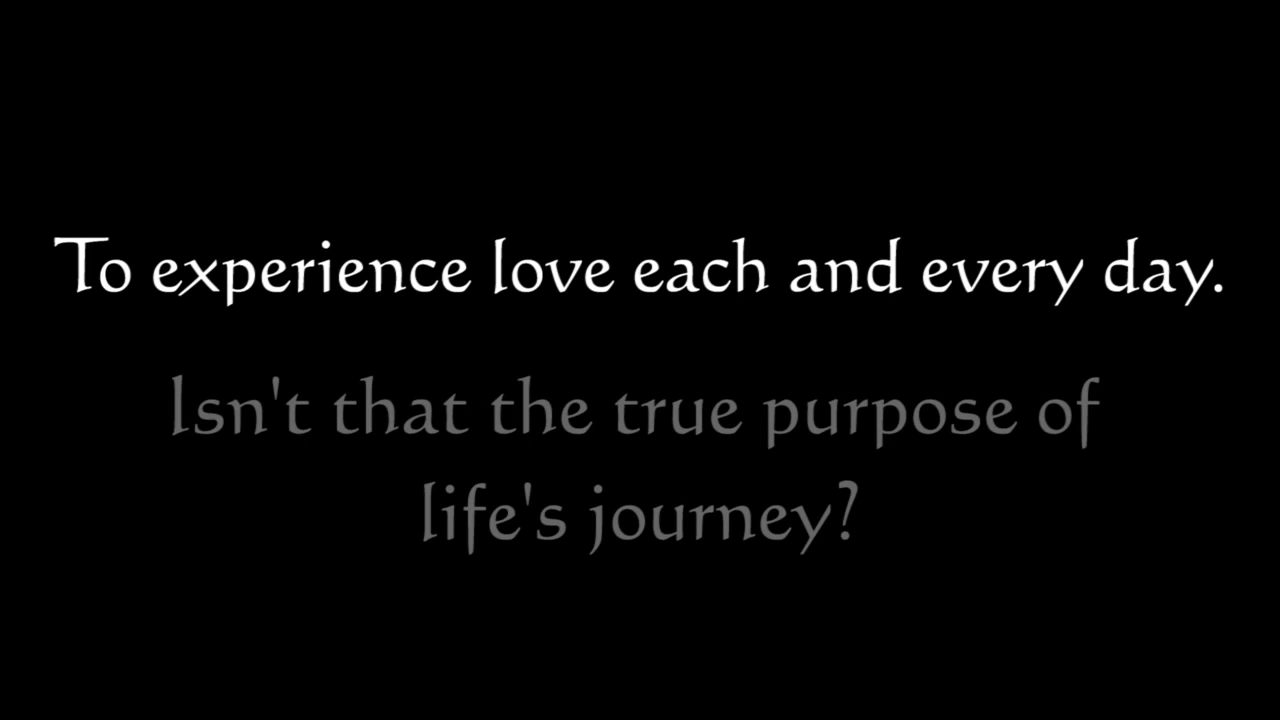 To experience love each and every day.
Isn't that the true purpose of
life's journey?